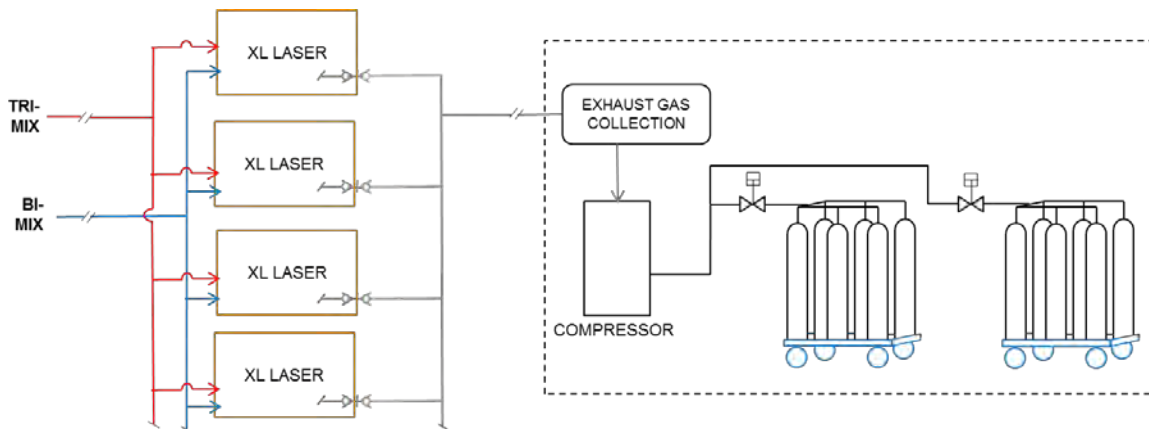 XL LASER
TRI-
MIX
XL LASER
BI-
MIX
XL LASER
XL LASER
EXHAUST GAS
COLLECTION
COMPRESSOR